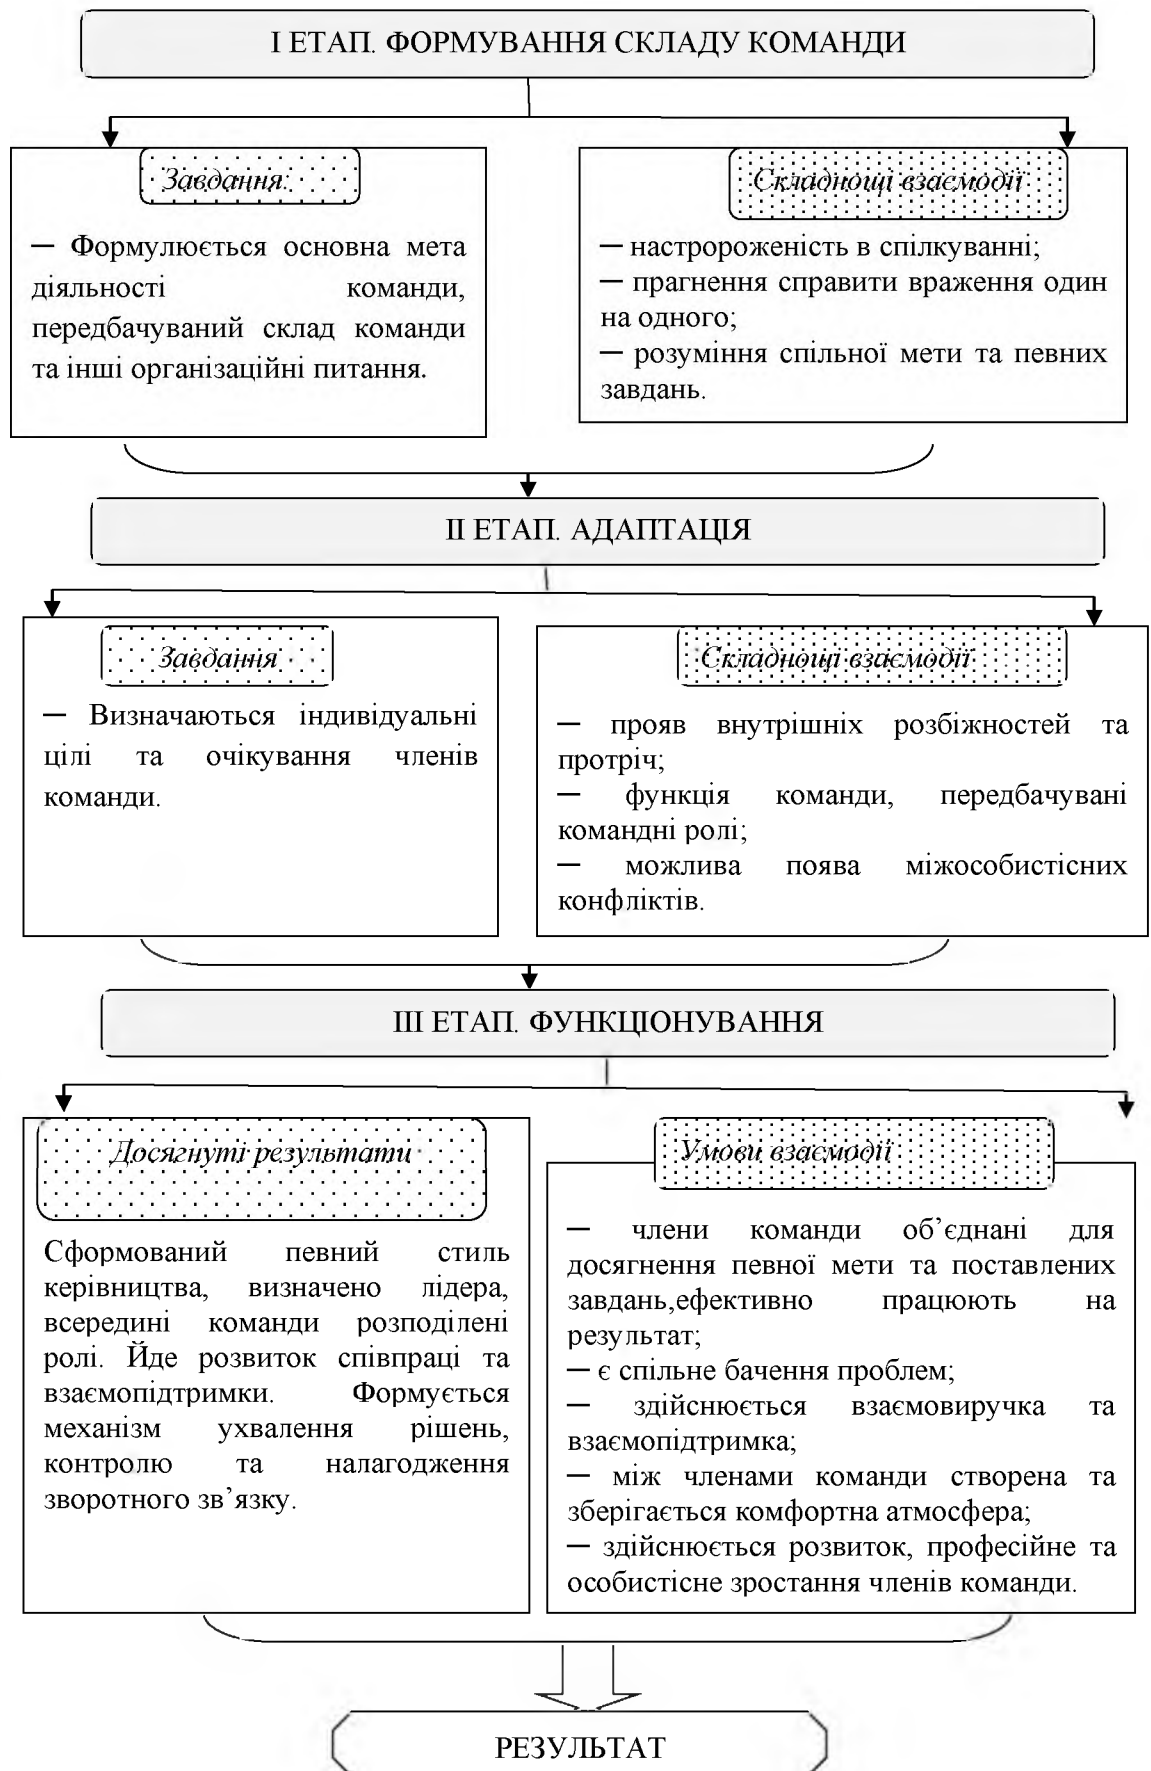 І ЕТАП. ФОРМУВАННЯ СКЛАДУ КОМАНДИ
Завдання:
— Формулюється основна мета
діяльності команди,
передбачуваний склад команди
та інші організаційні питання.
Складнощі взаємодії
— настророженість в спілкуванні;
— прагнення справити враження один
на одного;
— розуміння спільної мети та певних
завдань.
ІІ ЕТАП. АДАПТАЦІЯ
Завдання
— Визначаються індивідуальні
цілі та очікування членів
команди.
Складнощі взаємодії
— прояв внутрішніх розбіжностей та
протріч;
— функція команди, передбачувані
командні ролі;
— можлива поява міжособистісних
конфліктів.
ІІІ ЕТАП. ФУНКЦІОНУВАННЯ
Досягнуті результати
Сформований певний стиль
керівництва, визначено лідера,
всередині команди розподілені
ролі. Йде розвиток співпраці та
взаємопідтримки. Формується
механізм ухвалення рішень,
контролю та налагодження
зворотного зв’язку.
Умови взаємодії
— члени команди об’єднані для
досягнення певної мети та поставлених
завдань,ефективно працюють на
результат;
— є спільне бачення проблем;
— здійснюється взаємовиручка та
взаємопідтримка;
— між членами команди створена та
зберігається комфортна атмосфера;
— здійснюється розвиток, професійне та
особистісне зростання членів команди.
РЕЗУЛЬТАТ